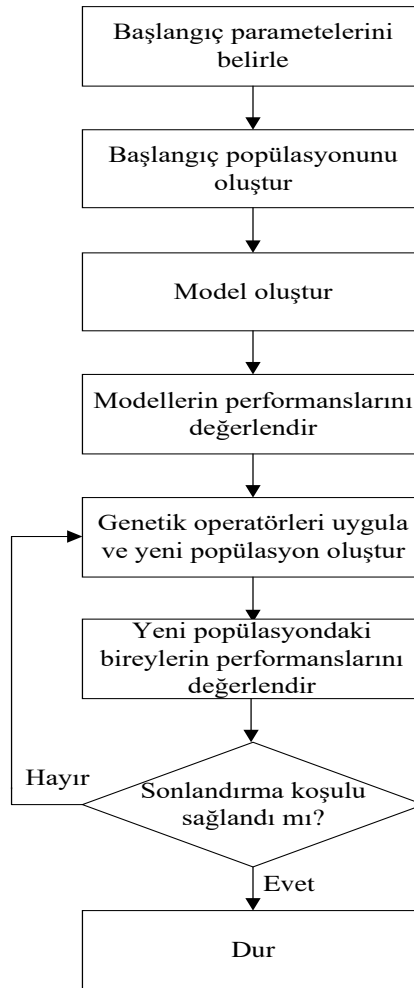 Başlangıç parametelerini
belirle
Başlangıç popülasyonunu
oluştur
Model oluştur
Modellerin performanslarını
değerlendir
Genetik operatörleri uygula
ve yeni popülasyon oluştur
Yeni popülasyondaki
bireylerin performanslarını
değerlendir
Hayır
Sonlandırma koşulu
sağlandı mı?
Evet
Dur